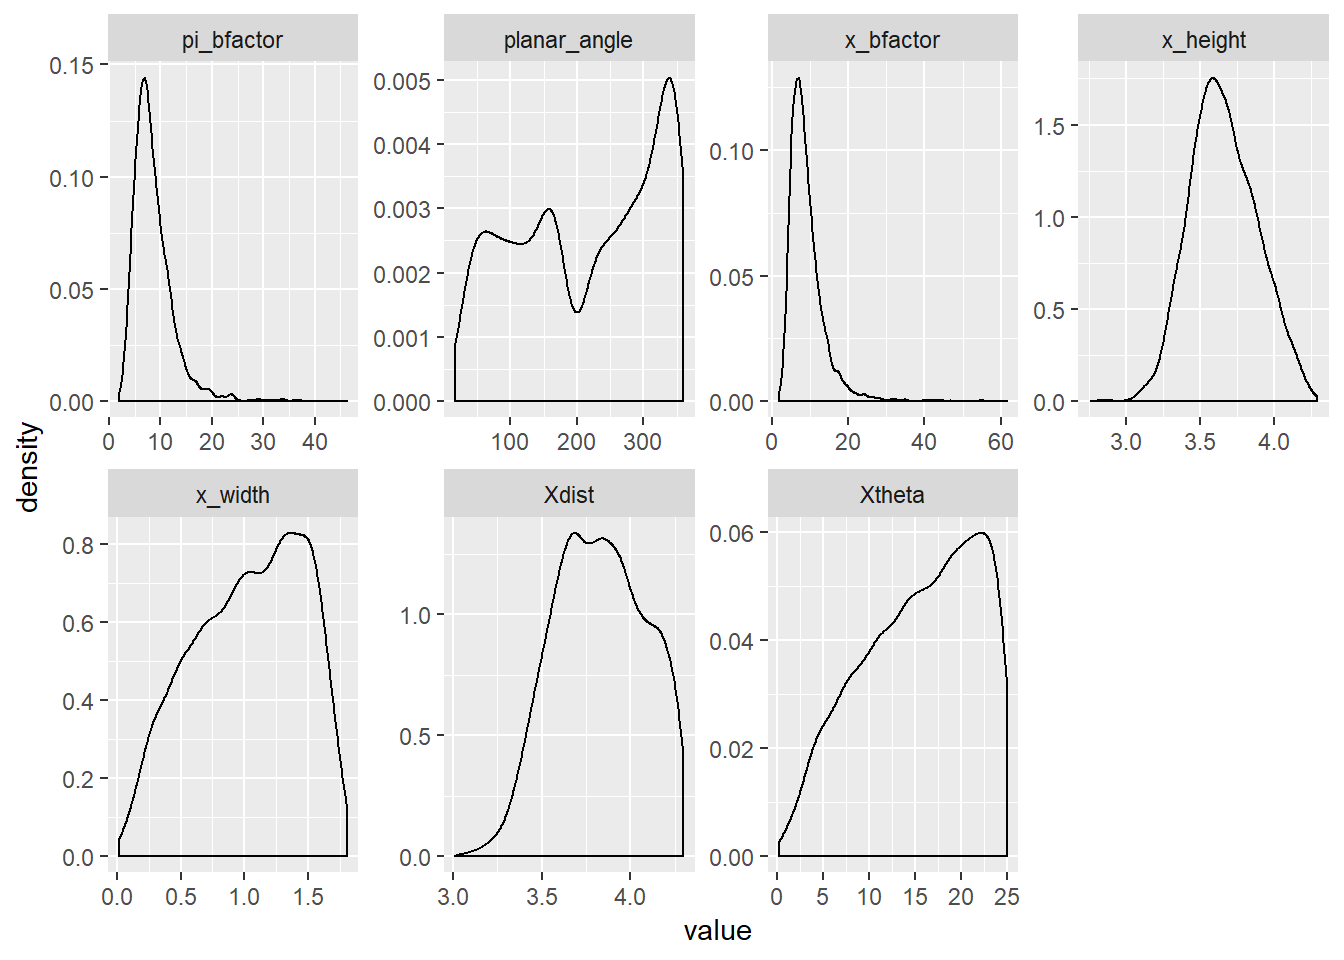 pi_bfactor planar_angle x_bfactor x_height
0.15 0.10 0.05 0.00
0.005 0.004 0.003 0.002 0.001 0.000
0.10 0.05 0.00
1.5 1.0 0.5 0.0
0 10 20 30 40
100 200 300
0 20 40 60
3.0 3.5 4.0
density
x_width Xdist Xtheta
0.8 0.6 0.4 0.2 0.0
1.0 0.5 0.0
0.06 0.04 0.02 0.00
0.0 0.5 1.0 1.5
3.0 3.5 4.0
0 5 10 15 20 25
value